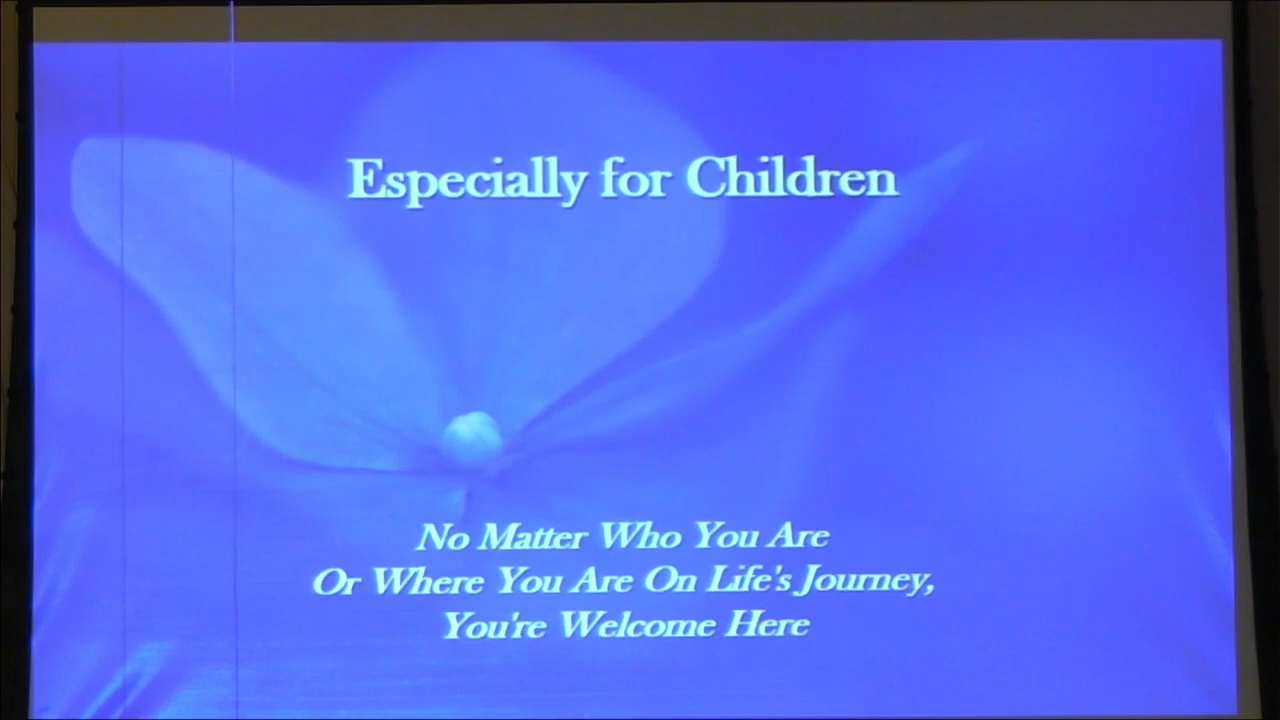 Especially for Children
No Matter Who You Are
Or Where You Are On Life's Journey,
You're Welcome Here